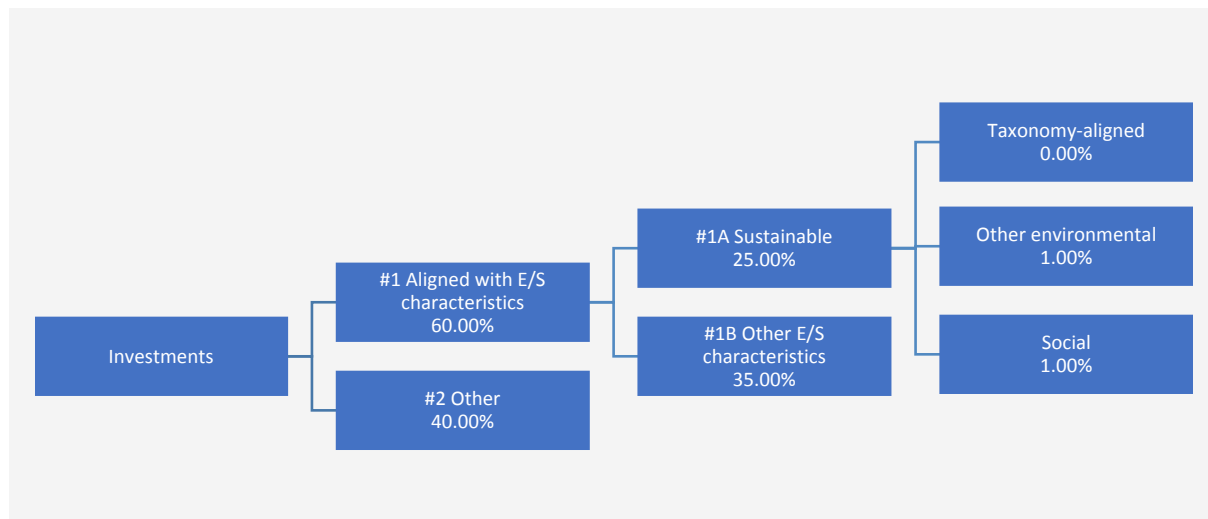 Investments
#1 Aligned with E/S
characteristics
60.00%
#2 Other
40.00%
#1A Sustainable
25.00%
#1B Other E/S
characteristics
35.00%
Taxonomy-aligned
0.00%
Other environmental
1.00%
Social
1.00%